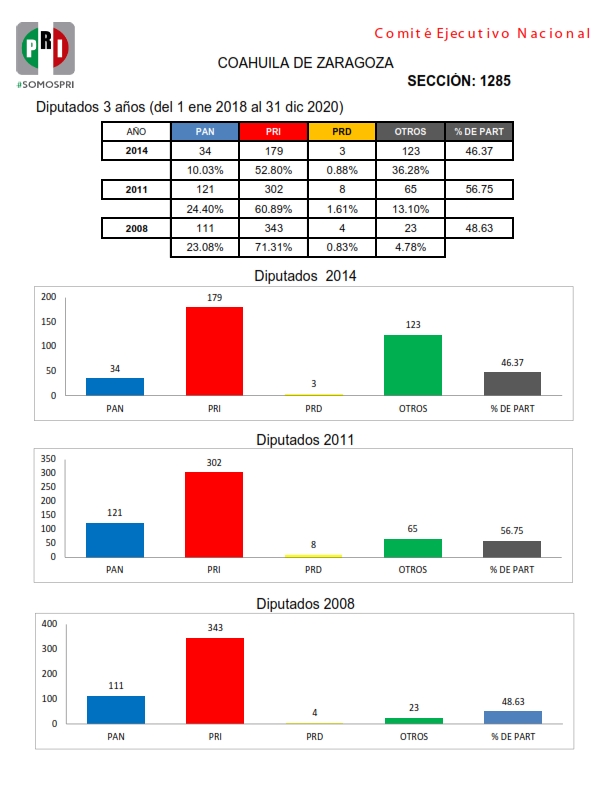 Comité Ejecutivo Nacional
PRI
#SOMOSPRI
COAHUILA DE ZARAGOZA
SECCIÓN: 1285
Diputados 3 años (del 1 ene 2018 al 31 dic 2020)
AÑO PAN PRI PRD OTROS % DE PART
2014 34 179 3 123 46.37
10.03% 52.80% 0.88% 36.28%
2011 121 302 8 65 56.75
24.40% 60.89% 1.61% 13.10%
2008 111 343 4 23 48.63
23.08% 71.31% 0.83% 4.78%
Diputados 2014
200
150
100
50
0
34 179 3 123 46.37
PAN PRI PRD OTROS % DE PART
Diputados 2011
350
300
250
200
150
100
50
0
121 302 8 65 56.75
PAN PRI PRD OTROS % DE PART
Diputados 2008
400
300
200
100
0
111 343 4 23 48.63
PAN PRI PRD OTROS % DE PART